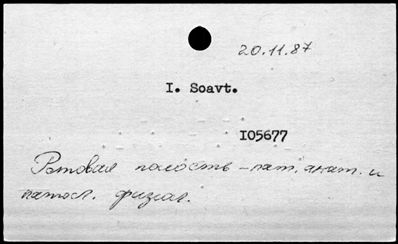 20.11.87
I. Soavt.
I05677
Ротовая полость – пат. анат. и
патол. физиол.